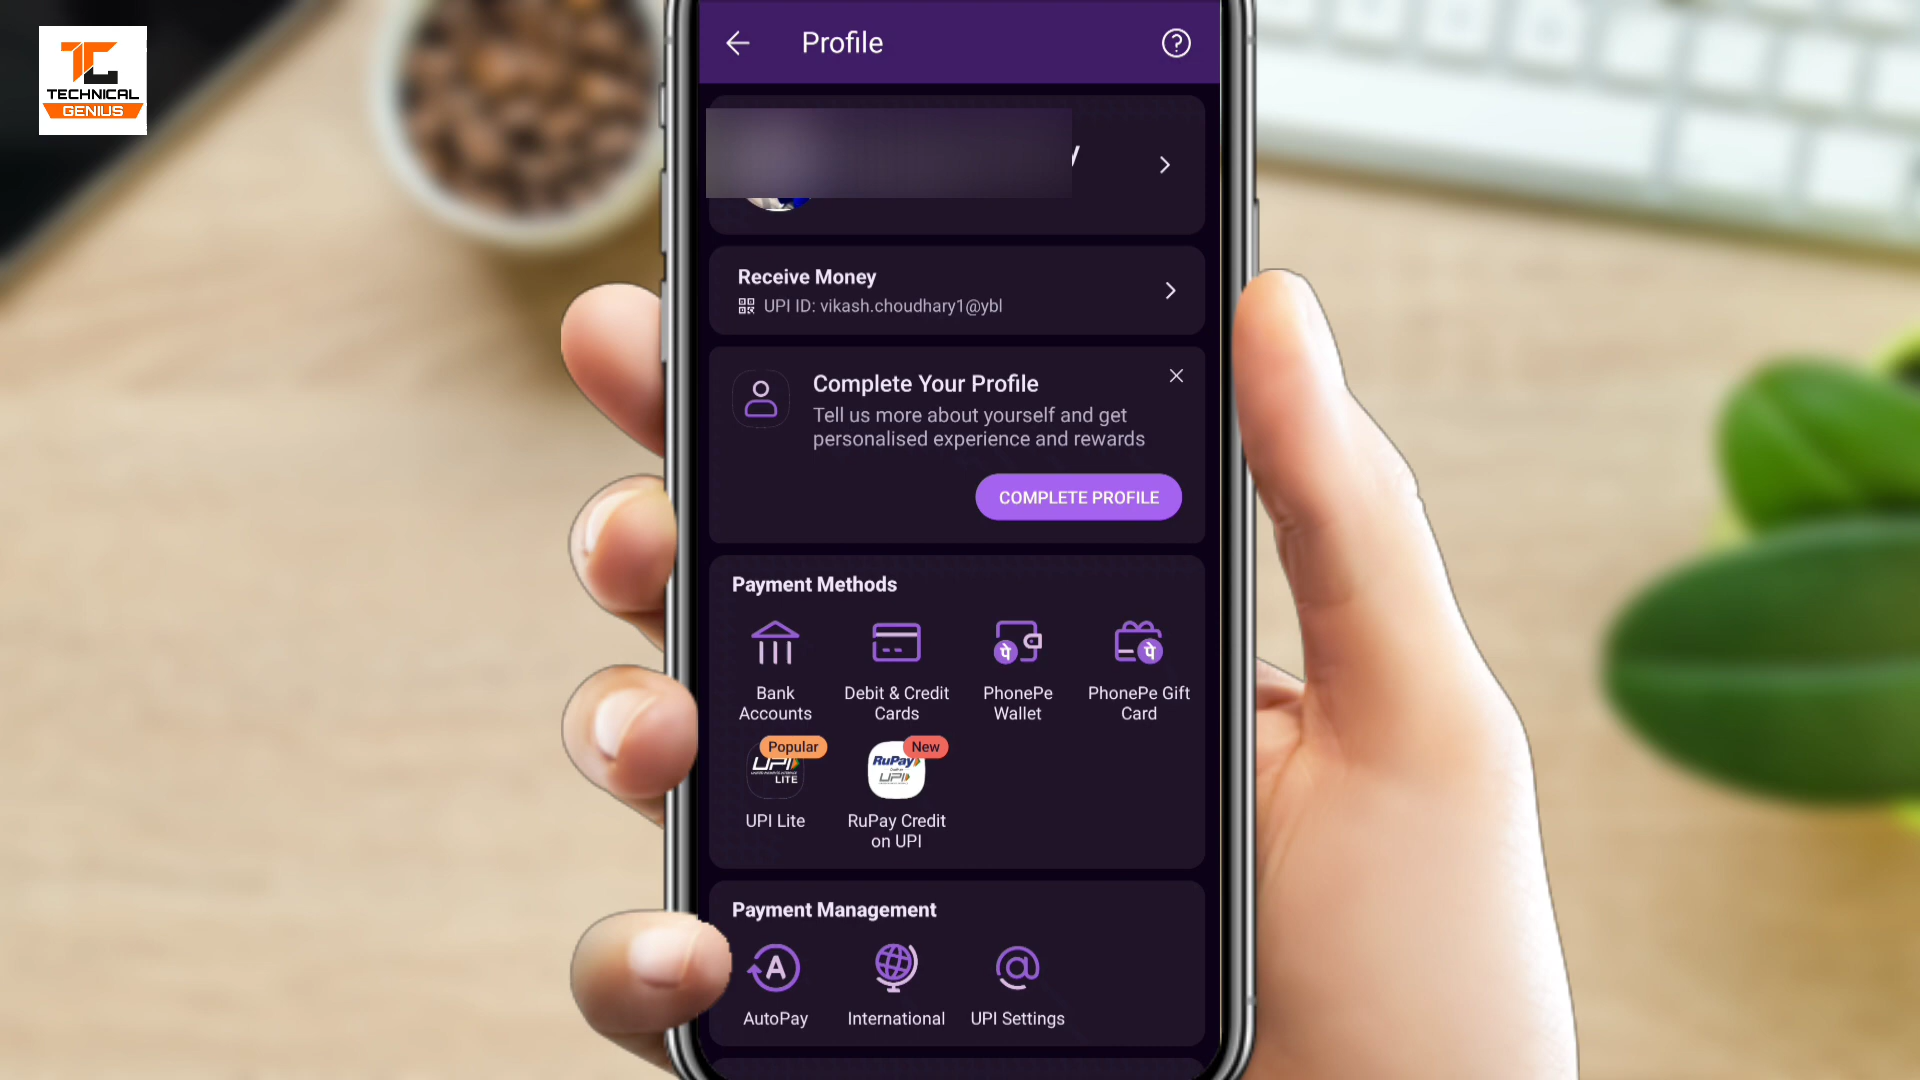 TECHNICAL
GENIUS
Profile
Receive Money
UPI ID: vikash.choudhary1@ybl
Complete Your Profile
Tell us more about yourself and get
personalised experience and rewards
COMPLETE PROFILE
Payment Methods
Bank
Accounts
Debit & Credit
Cards
PhonePe
Wallet
PhonePe Gift
Card
Popular
UPI
LITE
UPI Lite
New
RuPay
UPI
RuPay Credit
on UPI
Payment Management
AutoPay
International
UPI Settings